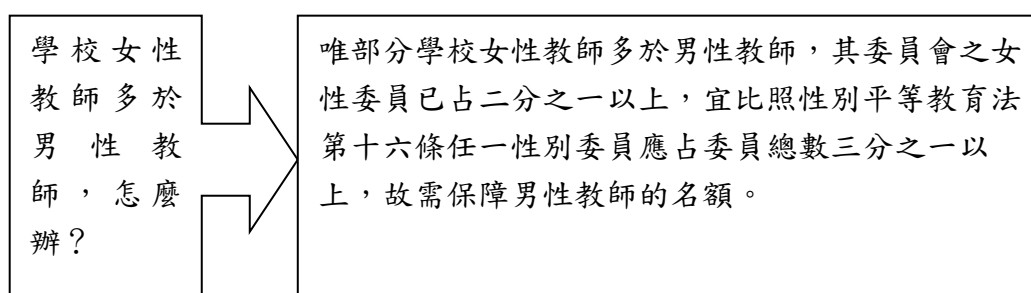 學校女性
教師多於
男性教
師，怎麼
辦？
唯部分學校女性教師多於男性教師，其委員會之女
性委員已占二分之一以上，宜比照性別平等教育法
第十六條任一性別委員應占委員總數三分之一以
上，故需保障男性教師的名額。